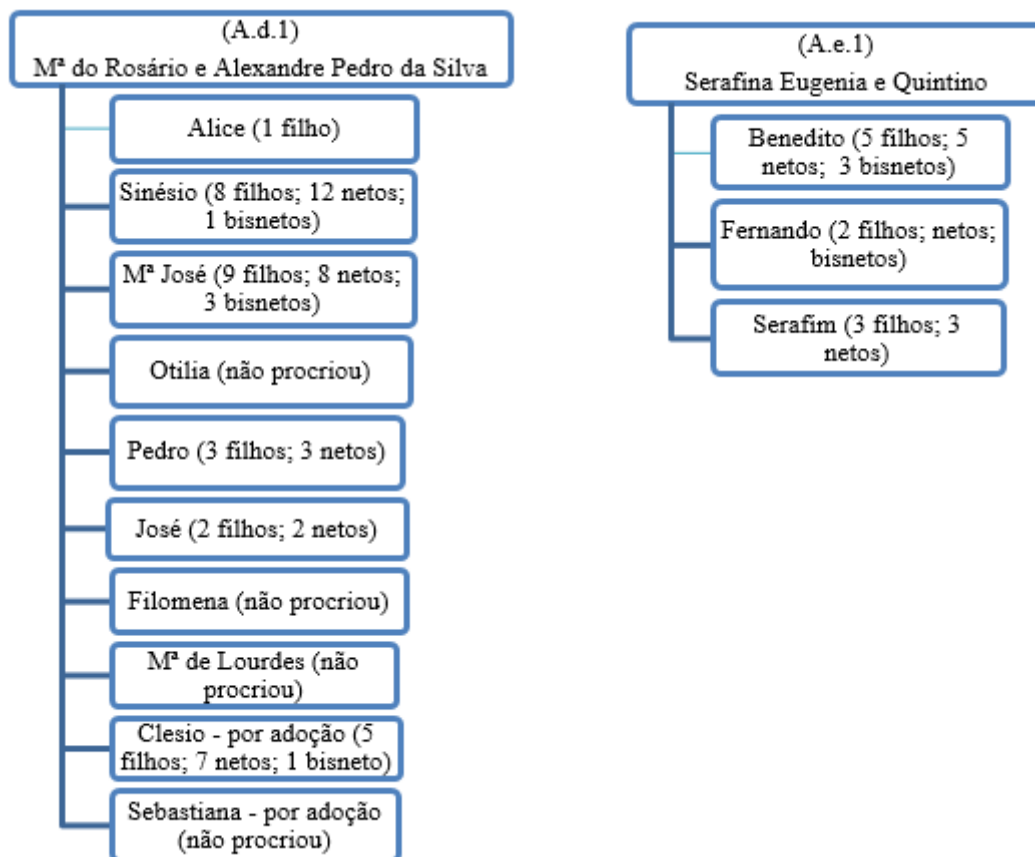 (A.d.1)
Mª do Rosário e Alexandre Pedro da Silva
Alice (1 filho)
Sinésio (8 filhos; 12 netos;
1 bisnetos)
Mª José (9 filhos; 8 netos;
3 bisnetos)
Otilia (não procriou)
Pedro (3 filhos; 3 netos)
José (2 filhos; 2 netos)
Filomena (não procriou)
Mª de Lourdes (não
procriou)
Clesio - por adoção (5
filhos; 7 netos; 1 bisneto)
Sebastiana - por adoção
(não procriou)
(A.e.1)
Serafina Eugenia e Quintino
Benedito (5 filhos; 5
netos; 3 bisnetos)
Fernando (2 filhos; netos;
bisnetos)
Serafim (3 filhos; 3
netos)